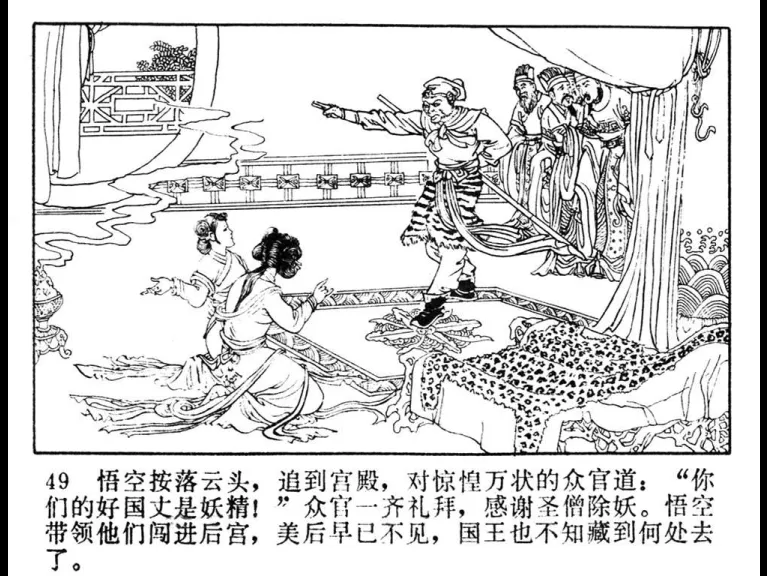 49 悟空按落云头，追到宫殿，对惊惶万状的众官道：“你
们的好国丈是妖精！”众官一齐礼拜，感谢圣僧除妖。悟空
带领他们闯进后宫，美后早已不见，国王也不知藏到何处去
了。